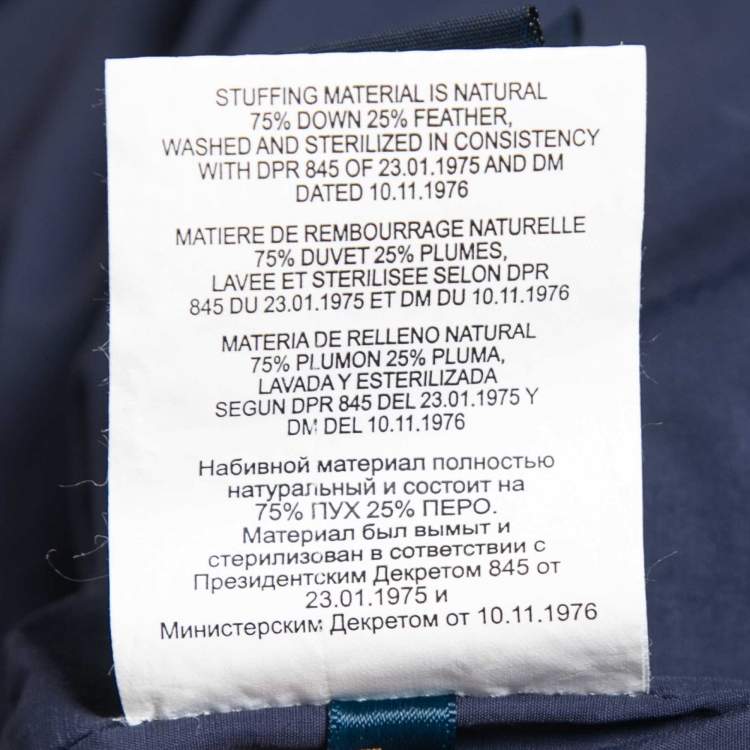 STUFFING MATERIAL IS NATURAL
75% DOWN 25% FEATHER,
WASHED AND STERILIZED IN CONSISTENCY
WITH DPR 845 OF 23.01.1975 AND DM
DATED 10.11.1976
MATIERE DE REMBOURRAGE NATURELLE
75% DUVET 25% PLUMES,
LAVEE ET STERILISEE SELON DPR
845 DU 23.01.1975 ET DM DU 10.11.1976
MATERIA DE RELLENO NATURAL
75% PLUMON 25% PLUMA,
LAVADA Y ESTERILIZADA
SEGUN DPR 845 DEL 23.01.1975 Y
DM DEL 10.11.1976
Набивной материал полностью
натуральный и состоит на
75% ПУХ 25% ПЕРО.
Материал был вымыт и
стерилизован в соответствии с
Президентским Декретом 845 от
23.01.1975 и
Министерским Декретом от 10.11.1976